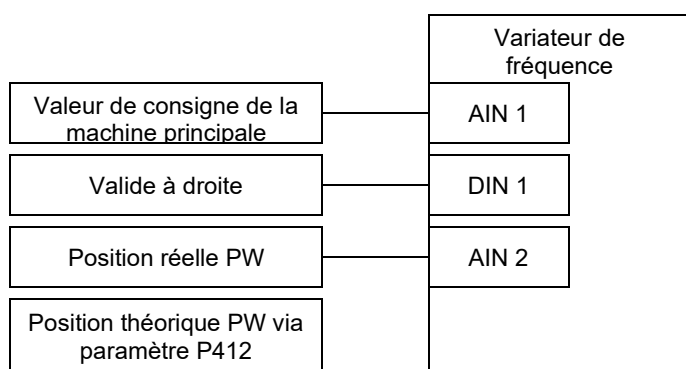 Variateur de
fréquence
Valeur de consigne de la
machine principale
AIN 1
Valide à droite
DIN 1
Position réelle PW
AIN 2
Position théorique PW via
paramètre P412